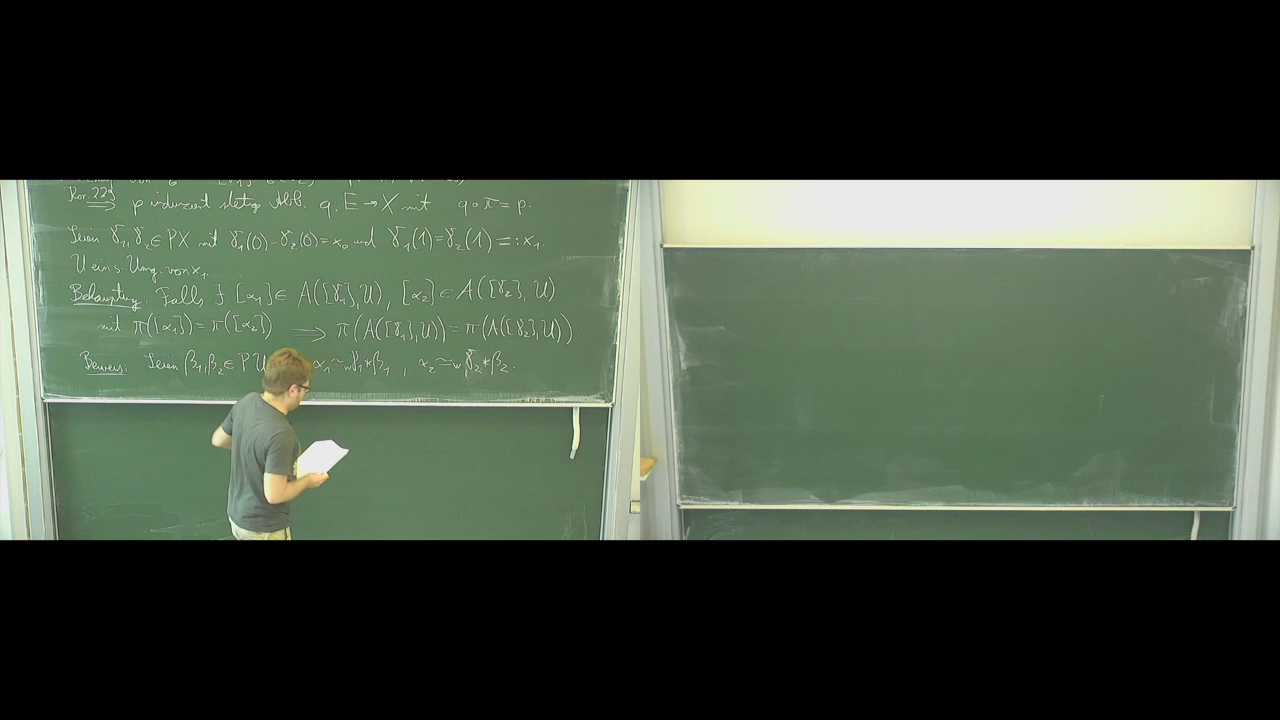 Kor. 229 ⟹ p induziert stetige Abb. q: E → X mit q∘π = p.
Seien γ₁, γ₂ ∈ PX mit γ₁(0) = γ₂(0) = x₀ und γ₁(1) = γ₂(1) =: x₁.
U eins. Umg. von x₁.
Behauptung. Falls ∃ [α₁] ∈ A([γ₁], U), [α₂] ∈ A([γ₂], U)
mit π([α₁]) = π([α₂]) ⟹ π(A([γ₁], U)) = π(A([γ₂], U)).
Beweis. Seien β₁, β₂ ∈ PU α₁ ≃ γ₁ * β₁, α₂ ≃ γ₂ * β₂.